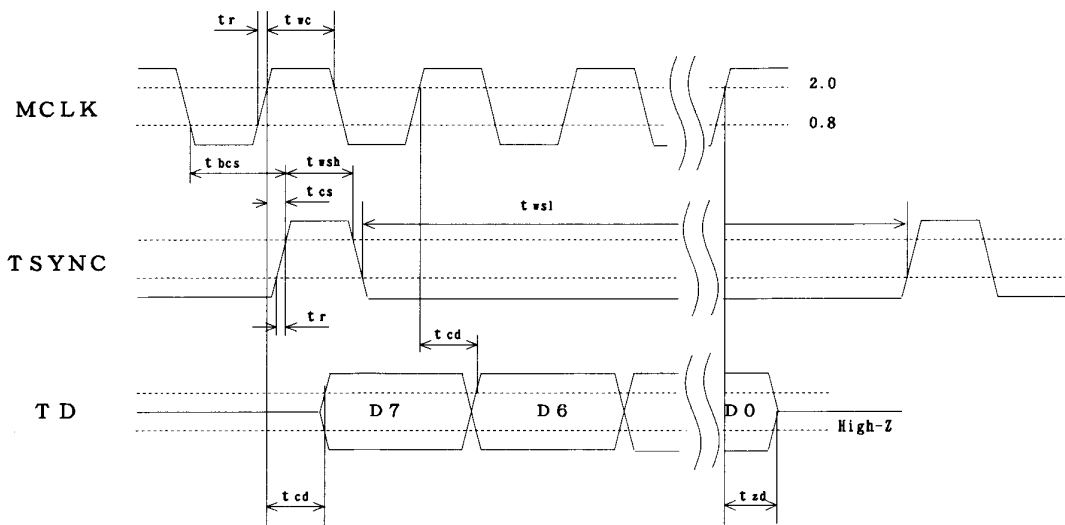 tr
twc
MCLK
2.0
0.8
tbcs
twsh
tcs
twsl
TSYNC
tr
tcd
TD
D7
D6
D0
High-Z
tcd
tzd